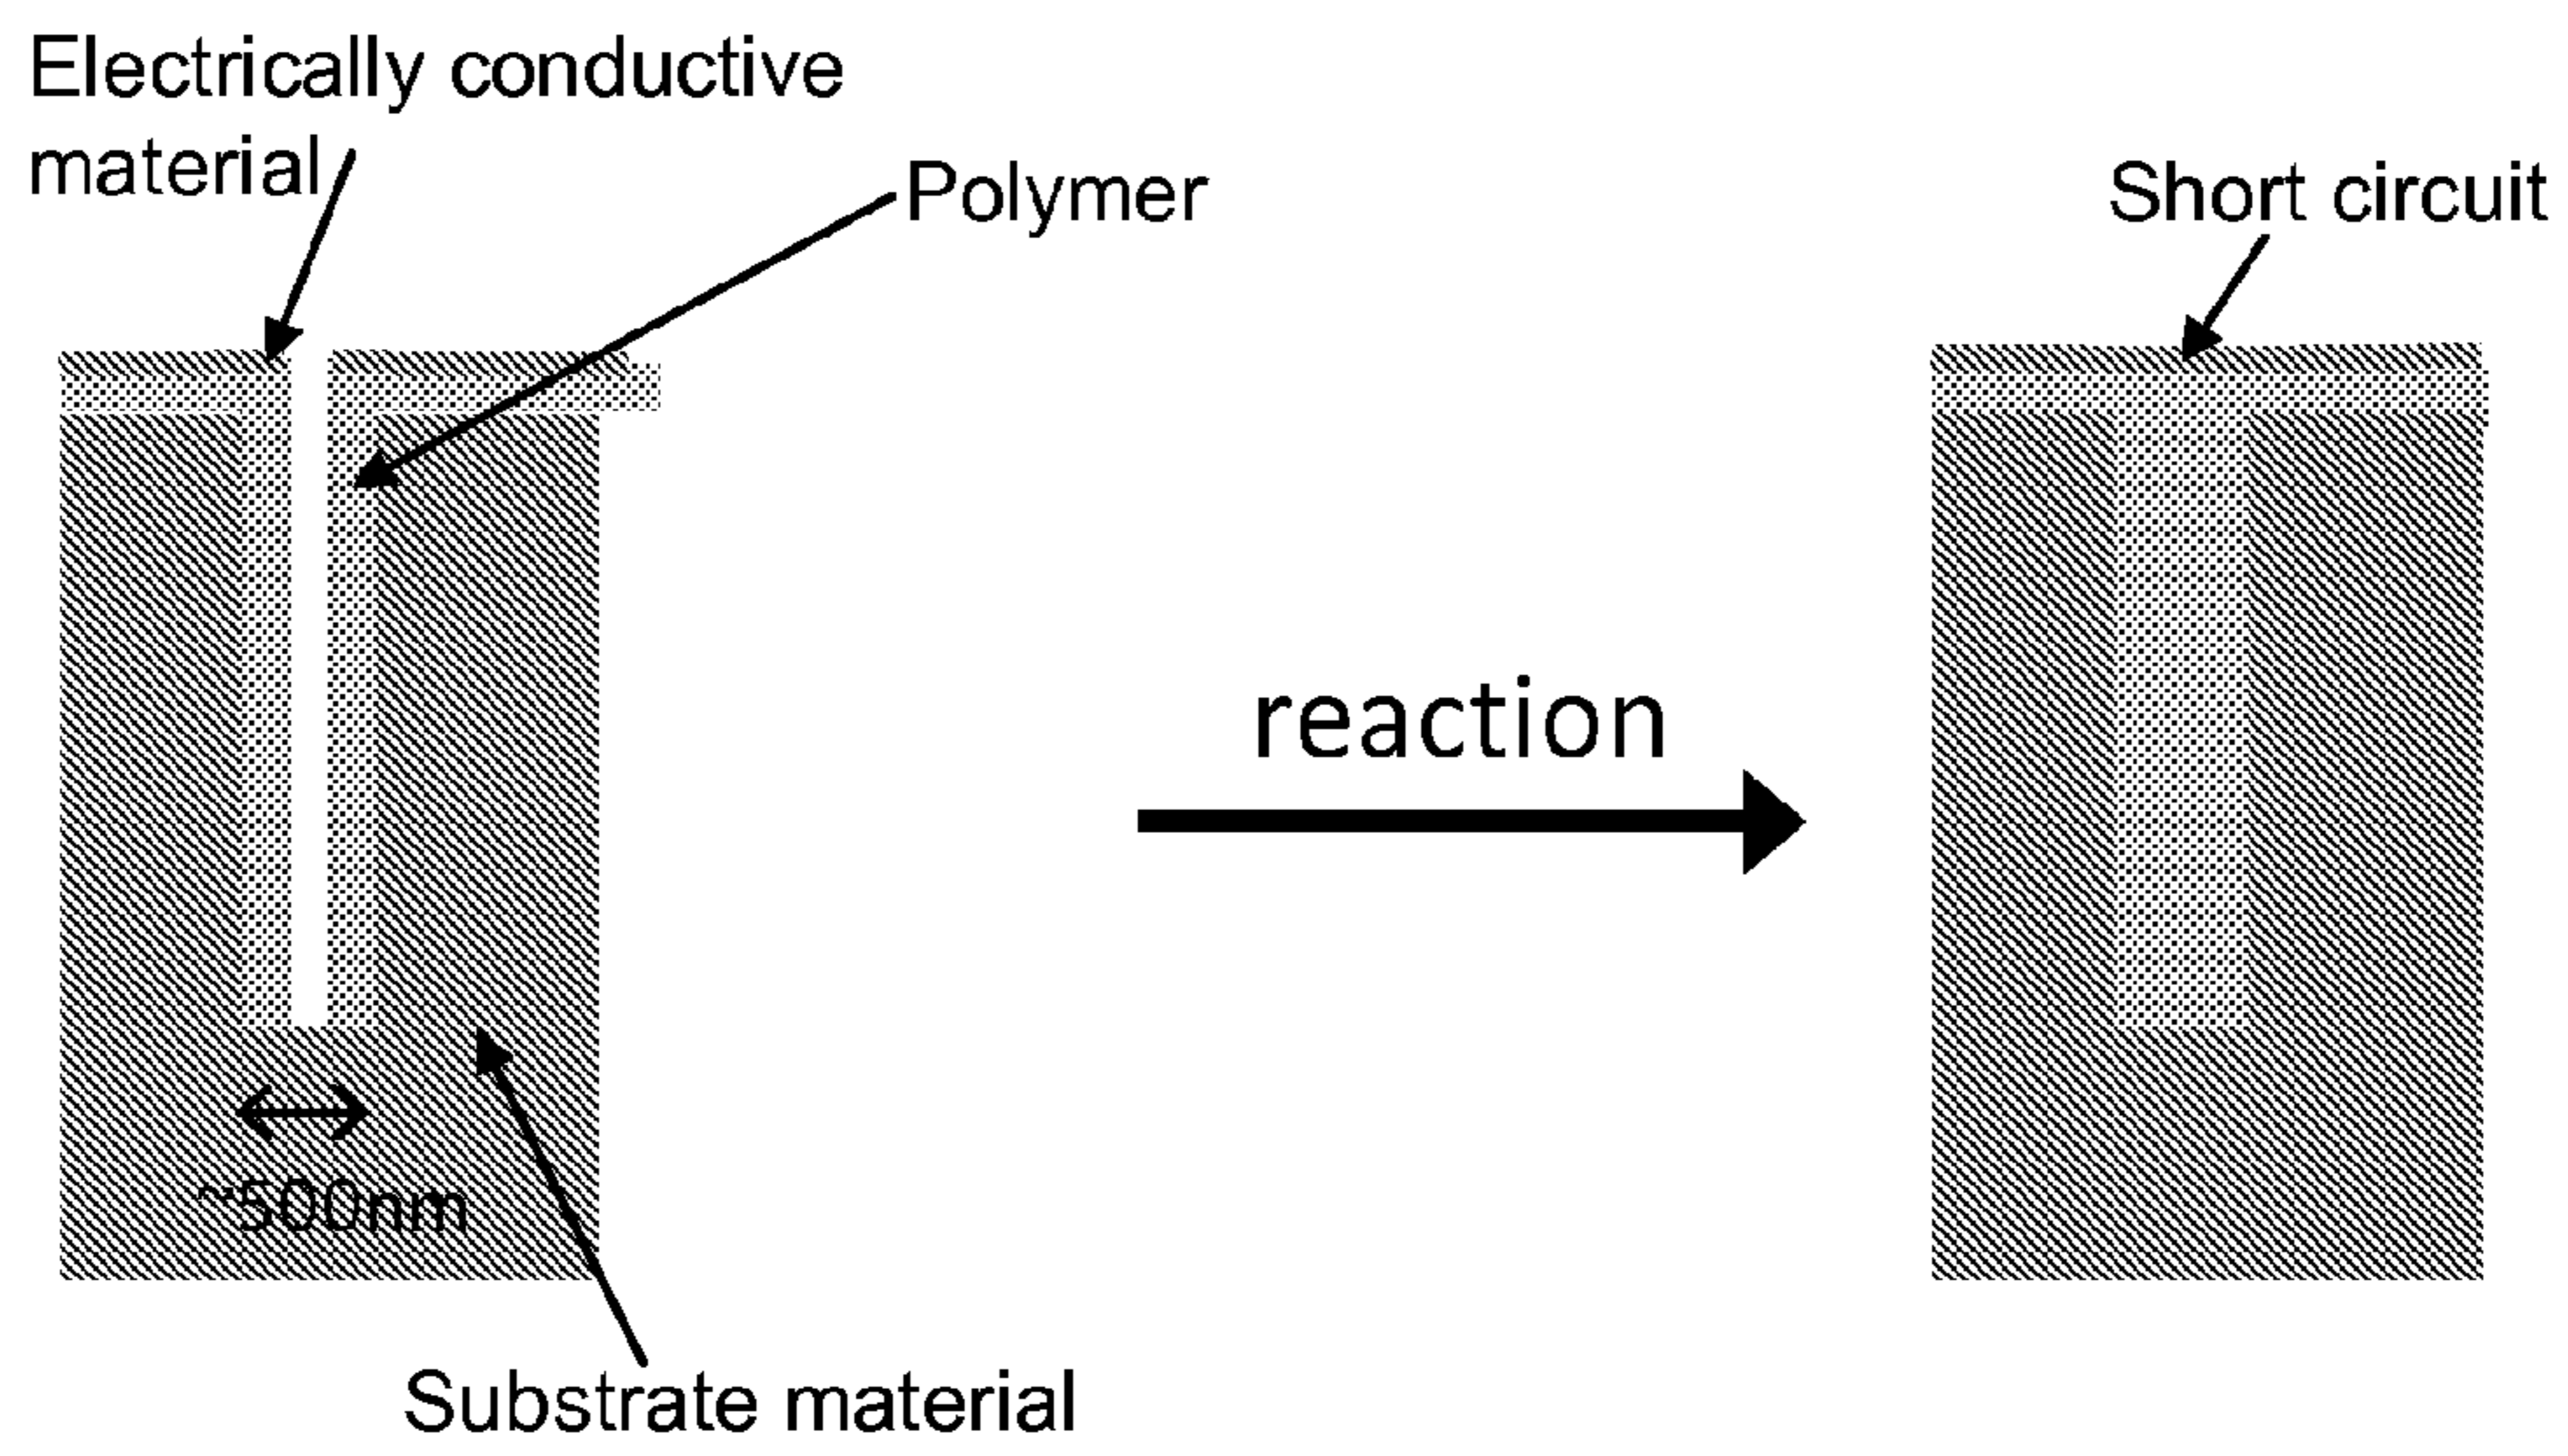 Electrically conductive
material
Polymer
Short circuit
reaction
~500nm
Substrate material